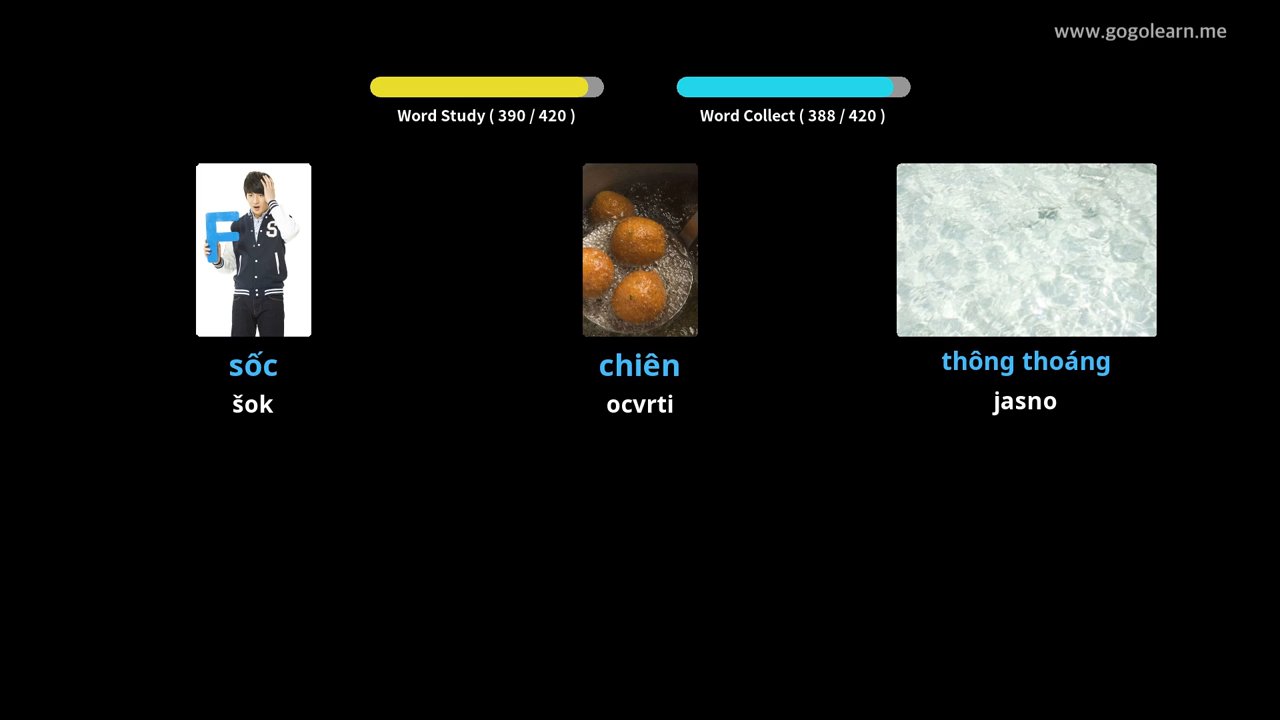 www.gogolearn.me
Word Study ( 390 / 420 )
Word Collect ( 388 / 420 )
F
S
sốc
chiên
thông thoáng
šok
ocvrti
jasno